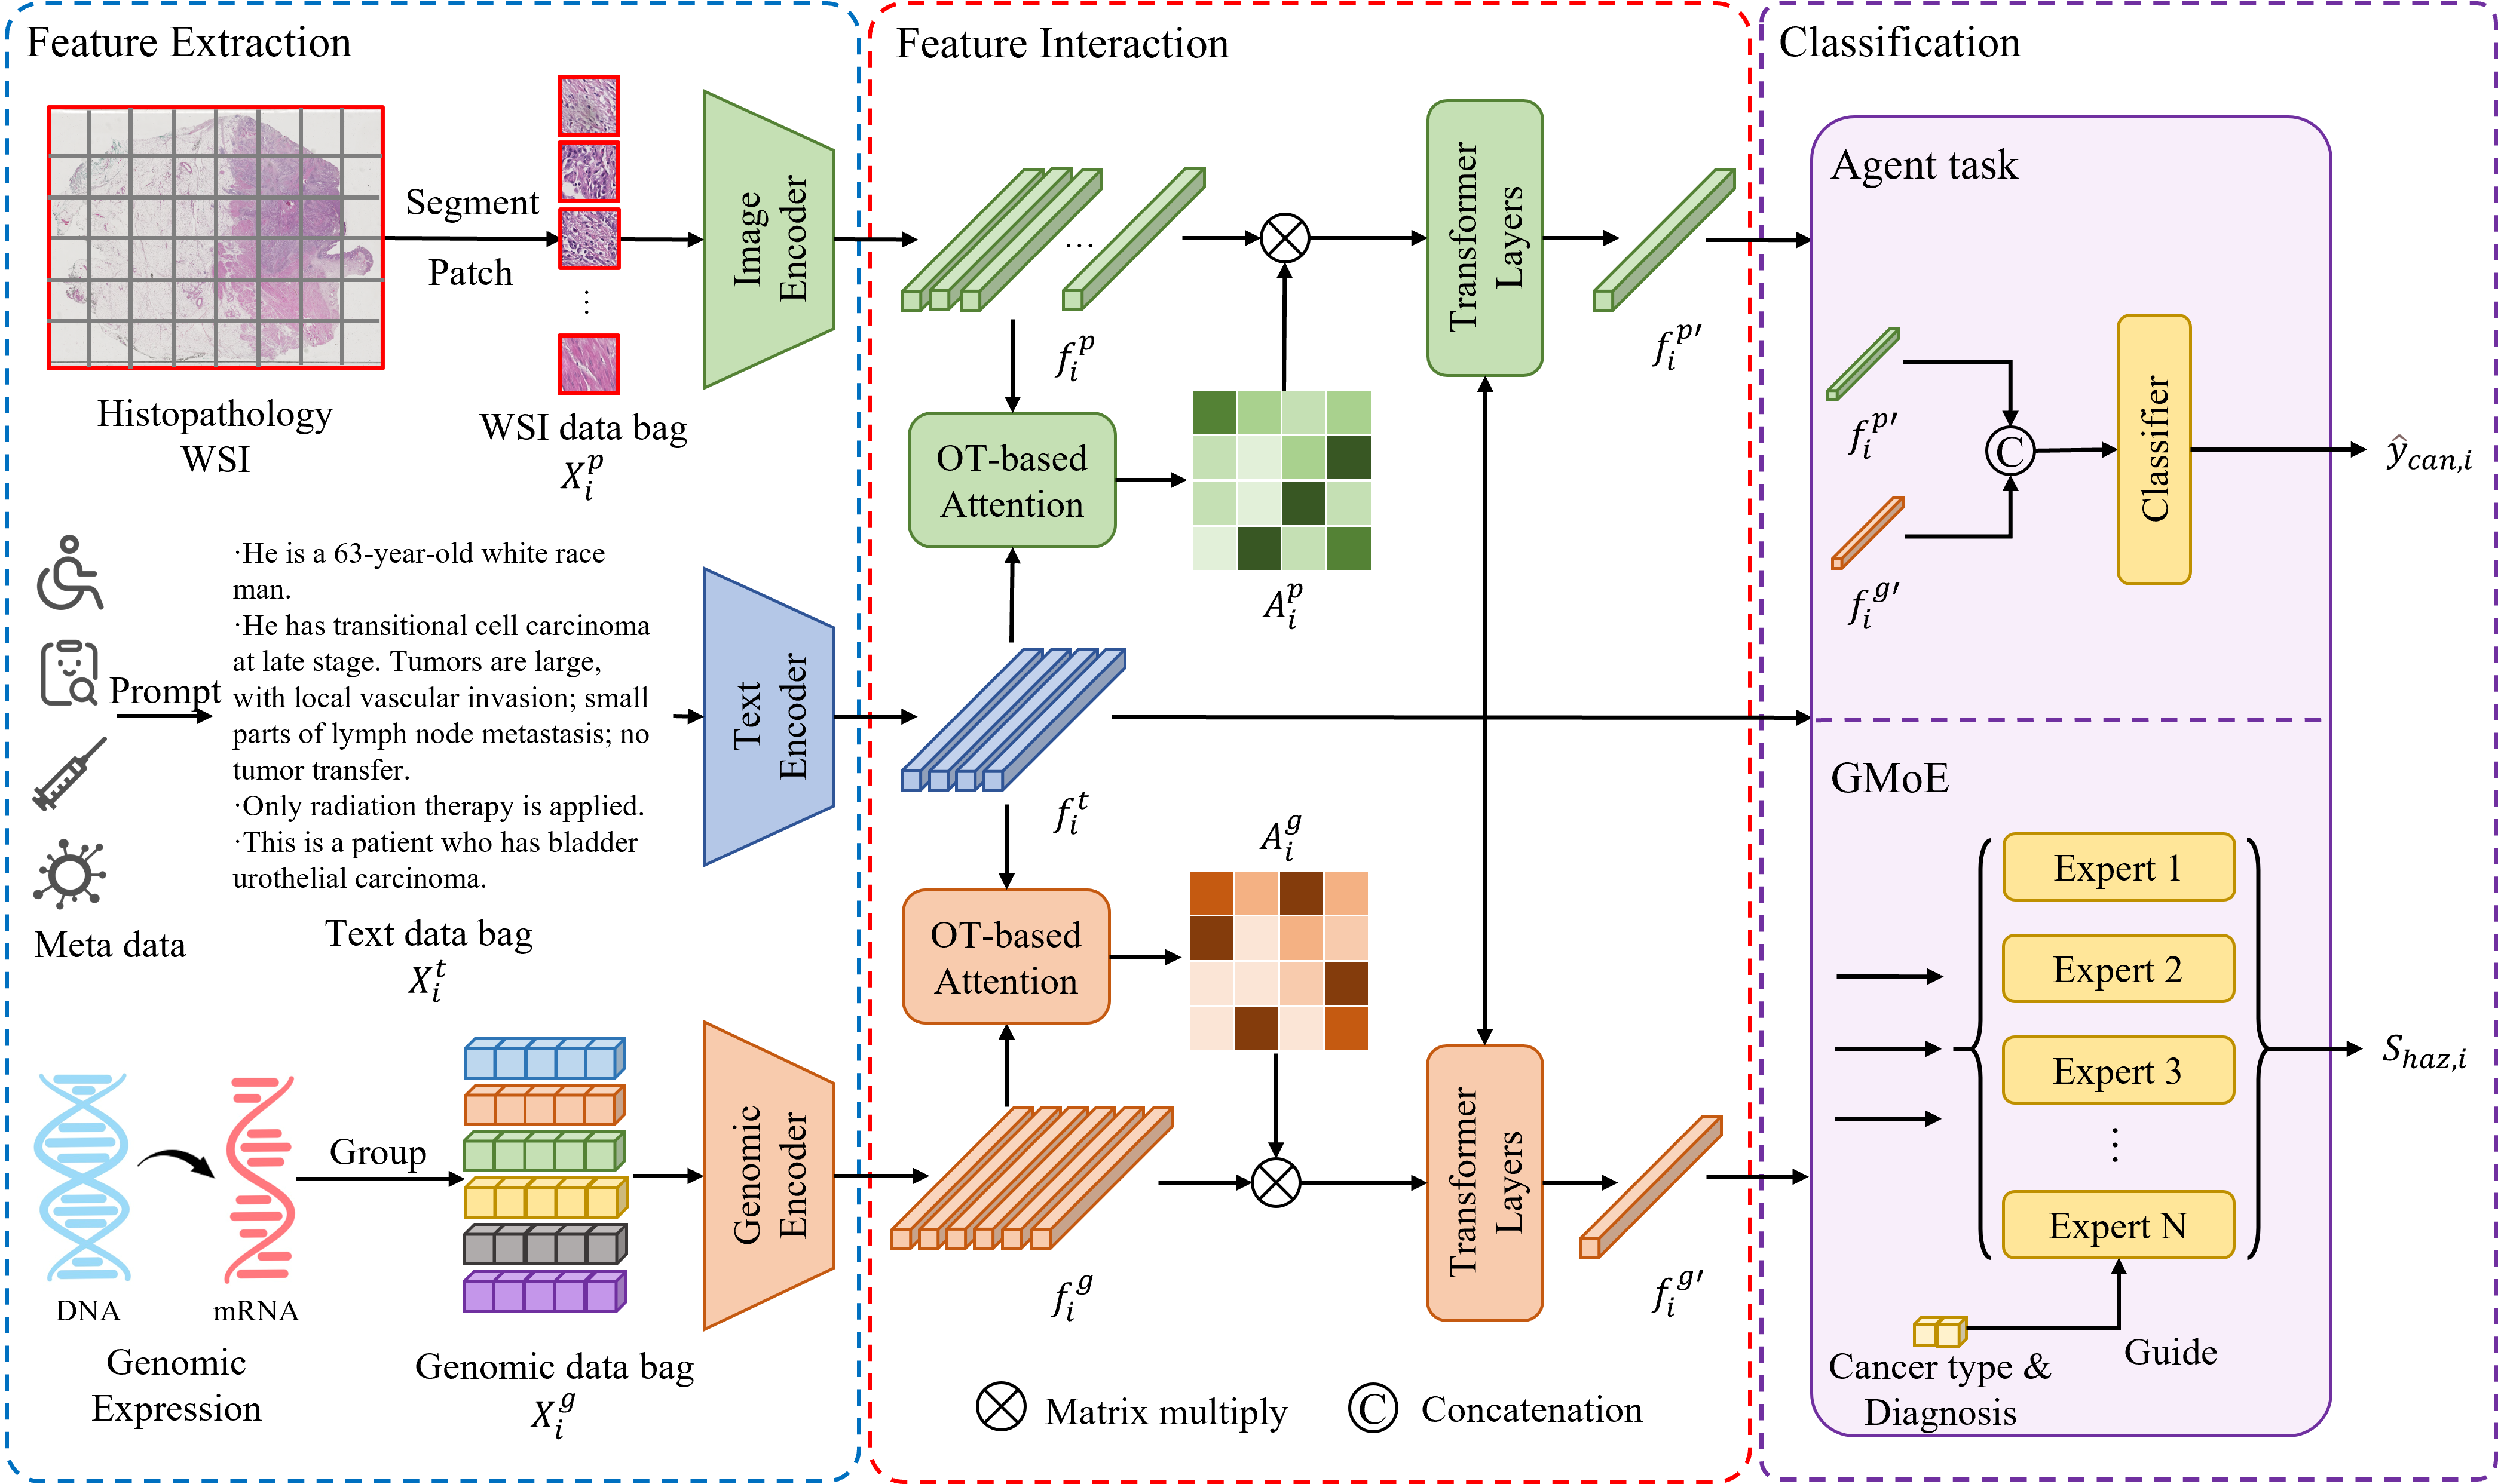 Feature Extraction
Histopathology
WSI
Segment
Patch
WSI data bag
X_i^p
Image
Encoder
Meta data
Prompt
·He is a 63-year-old white race
man.
·He has transitional cell carcinoma
at late stage. Tumors are large,
with local vascular invasion; small
parts of lymph node metastasis; no
tumor transfer.
·Only radiation therapy is applied.
·This is a patient who has bladder
urothelial carcinoma.
Text data bag
X_i^t
Text
Encoder
DNA
mRNA
Genomic
Expression
Group
Genomic data bag
X_i^g
Genomic
Encoder
Feature Interaction
...
f_i^p
OT-based
Attention
A_i^p
Transformer
Layers
f_i^{p'}
f_i^t
OT-based
Attention
A_i^g
f_i^g
Transformer
Layers
f_i^{g'}
Matrix multiply
C
Concatenation
Classification
Agent task
f_i^{p'}
f_i^{g'}
C
Classifier
ŷ_{can,i}
GMoE
Expert 1
Expert 2
Expert 3
Expert N
S_{haz,i}
Cancer type &
Diagnosis
Guide